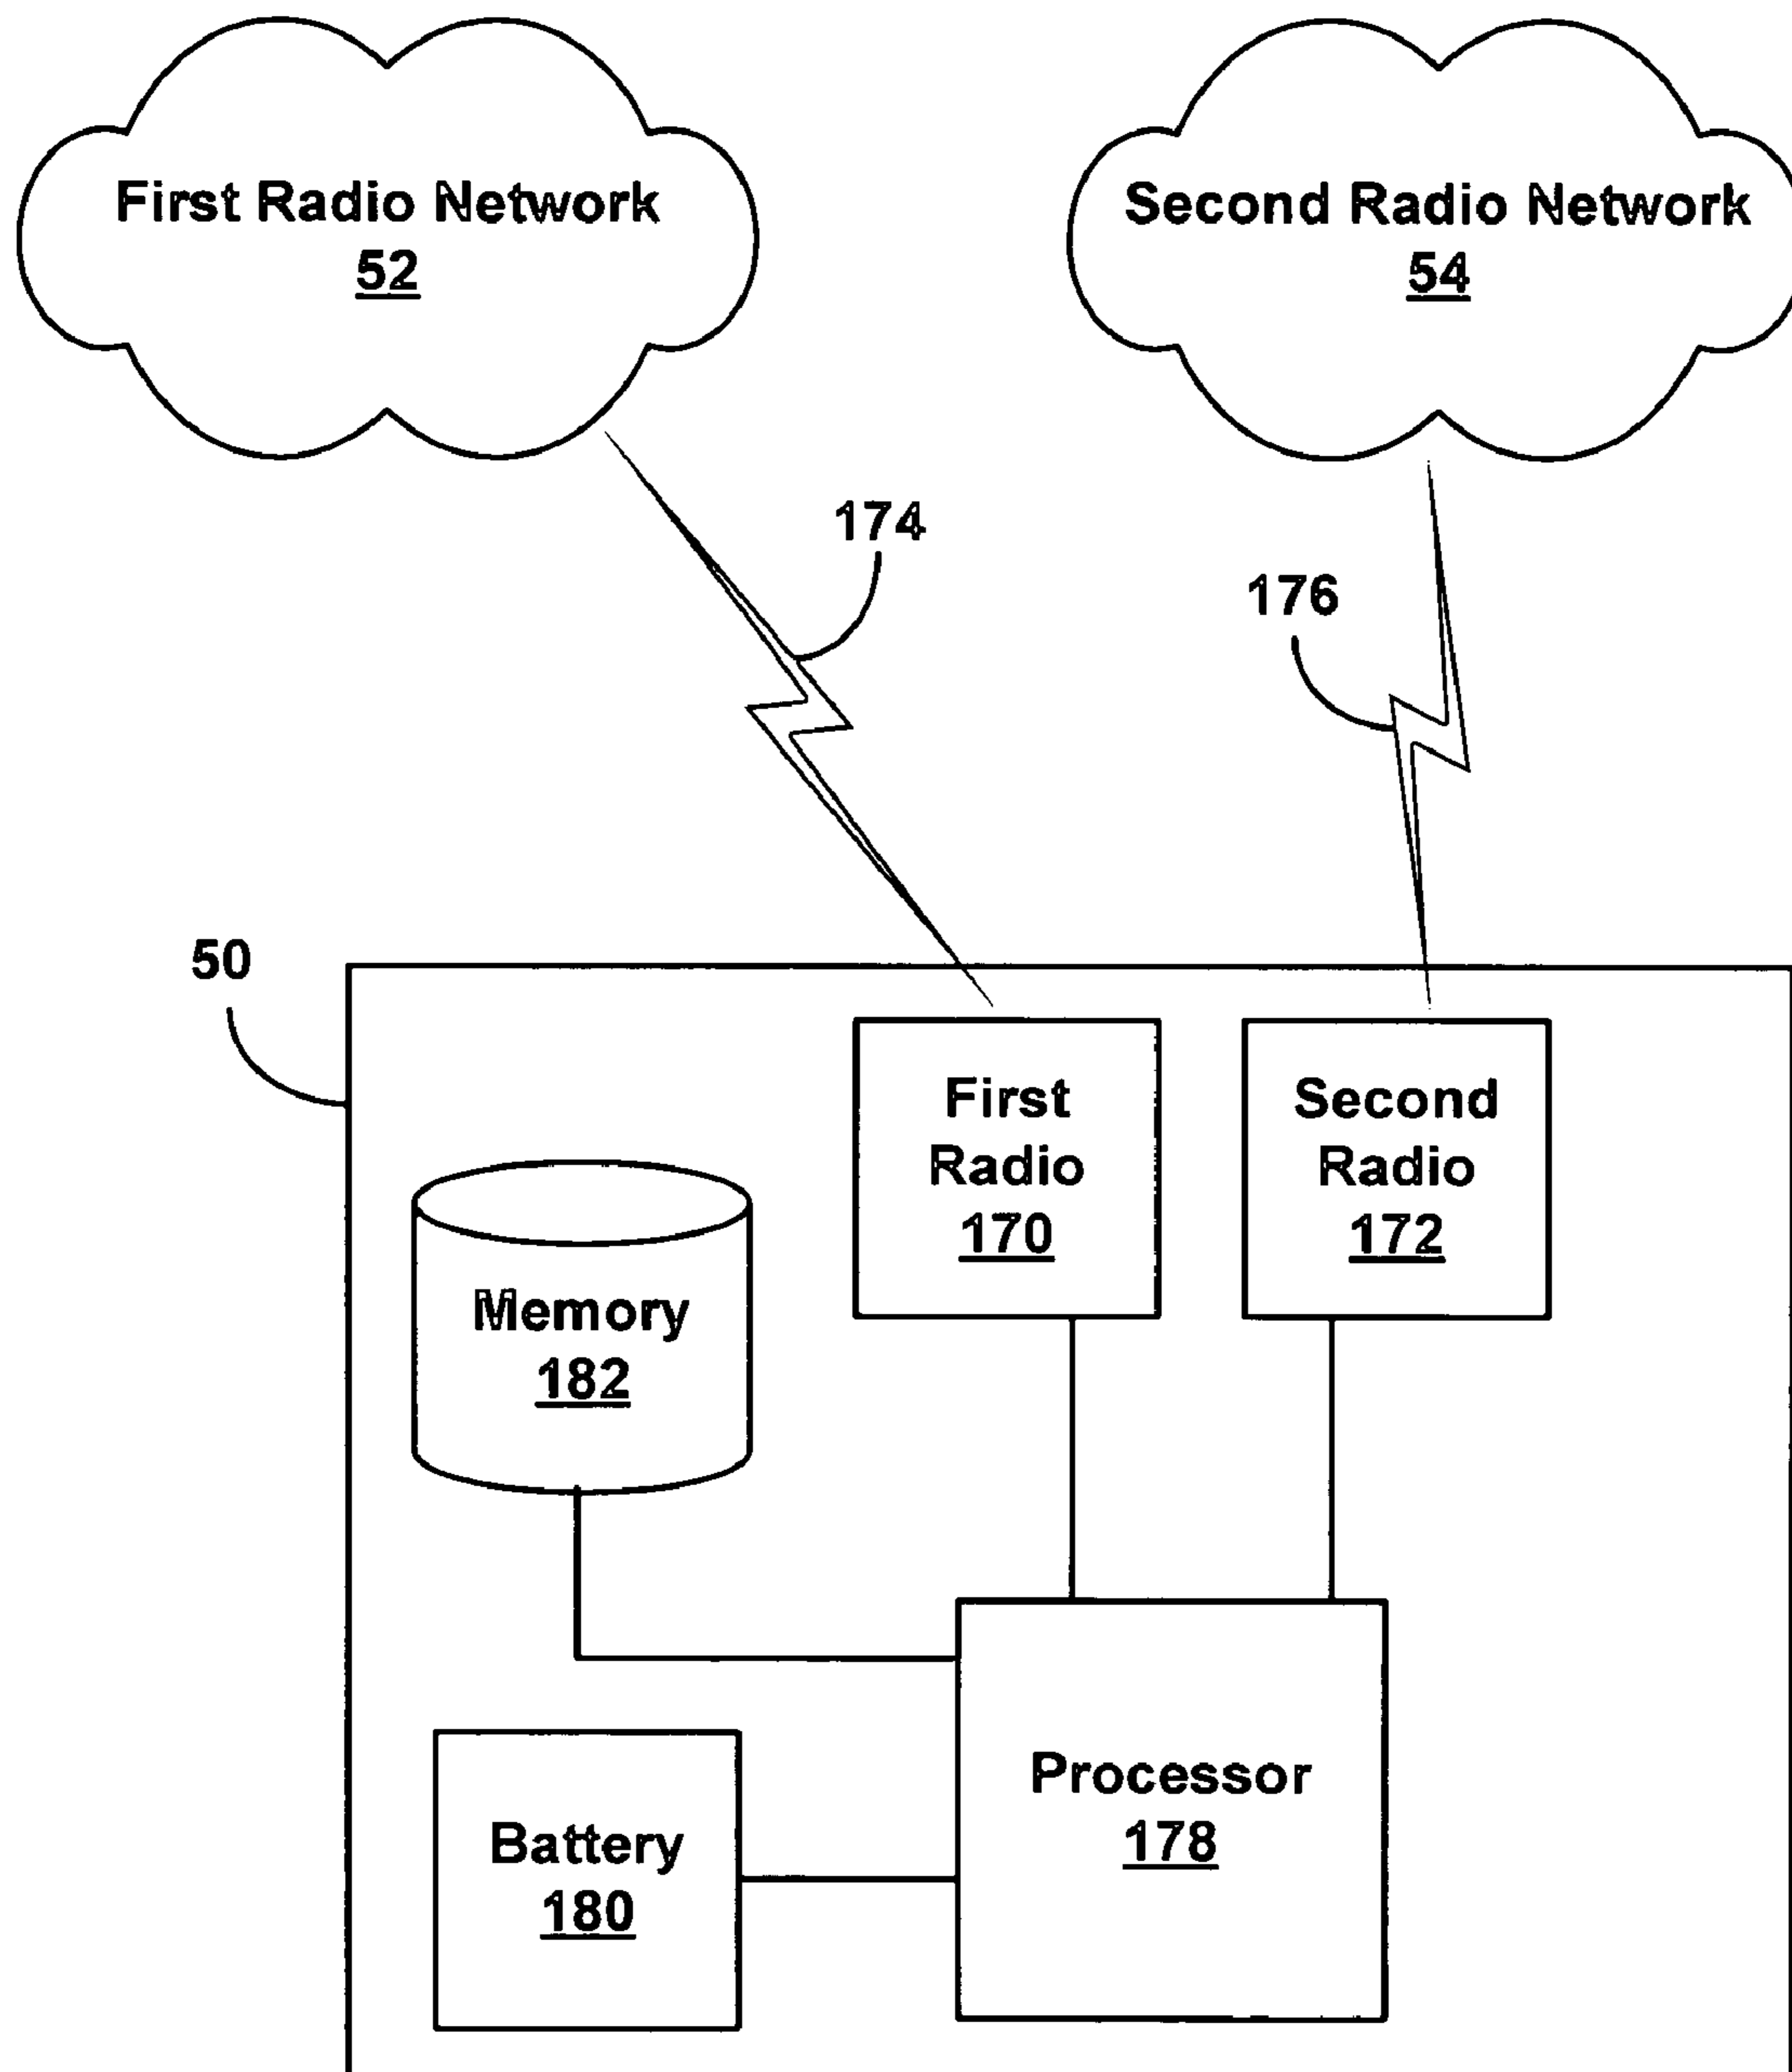 First Radio Network
52
Second Radio Network
54
174
176
50
First
Radio
170
Second
Radio
172
Memory
182
Processor
178
Battery
180